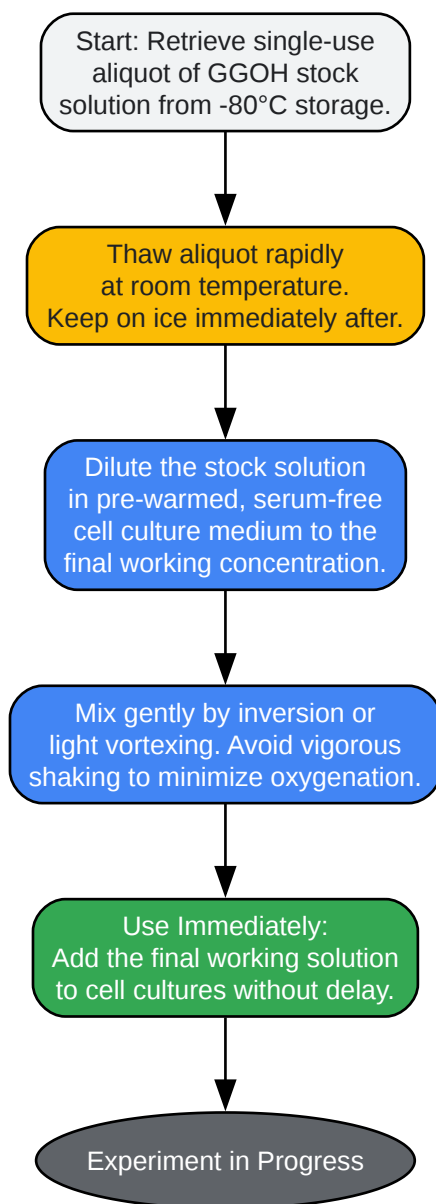 Start: Retrieve single-use
aliquot of GGOH stock
solution from -80°C storage.
Thaw aliquot rapidly
at room temperature.
Keep on ice immediately after.
Dilute the stock solution
in pre-warmed, serum-free
cell culture medium to the
final working concentration.
Mix gently by inversion or
light vortexing. Avoid vigorous
shaking to minimize oxygenation.
Use Immediately:
Add the final working solution
to cell cultures without delay.
Experiment in Progress